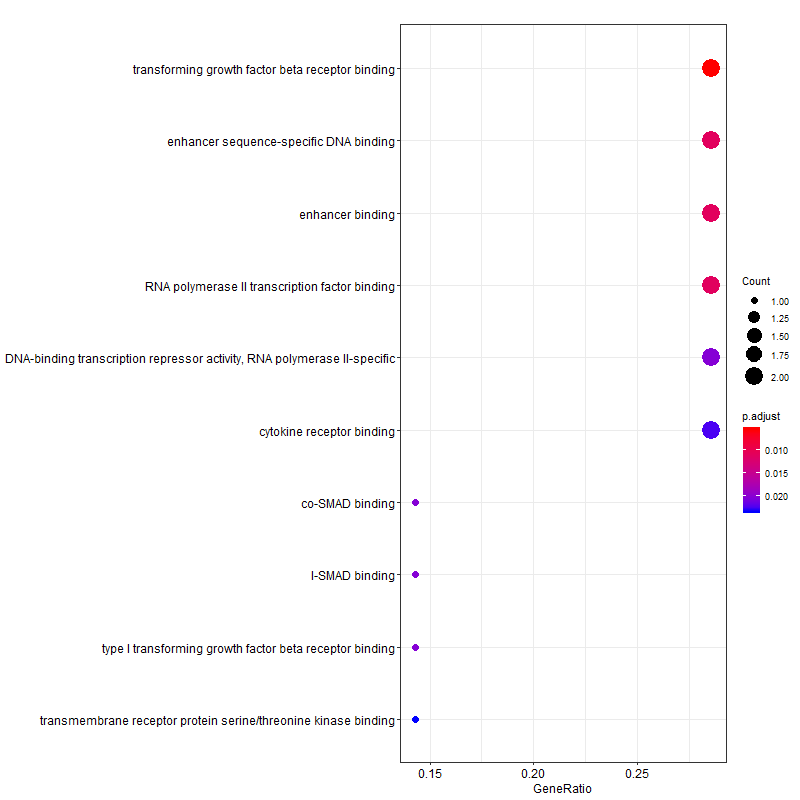 transforming growth factor beta receptor binding
enhancer sequence-specific DNA binding
enhancer binding
RNA polymerase II transcription factor binding
DNA-binding transcription repressor activity, RNA polymerase II-specific
cytokine receptor binding
co-SMAD binding
I-SMAD binding
type I transforming growth factor beta receptor binding
transmembrane receptor protein serine/threonine kinase binding
0.15 0.20 0.25
GeneRatio
Count
1.00
1.25
1.50
1.75
2.00
p.adjust
0.010
0.015
0.020